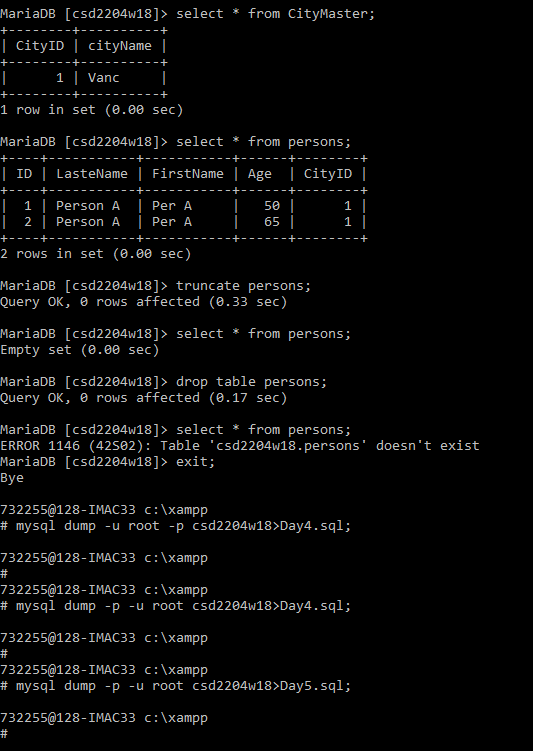 MariaDB [csd2204w18]> select * from CityMaster;
+--------+----------+
| CityID | cityName |
+--------+----------+
|      1 | Vanc     |
+--------+----------+
1 row in set (0.00 sec)
MariaDB [csd2204w18]> select * from persons;
+----+-----------+-----------+------+--------+
| ID | LasteName | FirstName | Age  | CityID |
+----+-----------+-----------+------+--------+
|  1 | Person A  | Per A     |   50 |      1 |
|  2 | Person A  | Per A     |   65 |      1 |
+----+-----------+-----------+------+--------+
2 rows in set (0.00 sec)
MariaDB [csd2204w18]> truncate persons;
Query OK, 0 rows affected (0.33 sec)
MariaDB [csd2204w18]> select * from persons;
Empty set (0.00 sec)
MariaDB [csd2204w18]> drop table persons;
Query OK, 0 rows affected (0.17 sec)
MariaDB [csd2204w18]> select * from persons;
ERROR 1146 (42S02): Table 'csd2204w18.persons' doesn't exist
MariaDB [csd2204w18]> exit;
Bye
732255@128-IMAC33 c:\xampp
# mysql dump -u root -p csd2204w18>Day4.sql;
732255@128-IMAC33 c:\xampp
#
732255@128-IMAC33 c:\xampp
# mysql dump -p -u root csd2204w18>Day4.sql;
732255@128-IMAC33 c:\xampp
#
732255@128-IMAC33 c:\xampp
# mysql dump -p -u root csd2204w18>Day5.sql;
732255@128-IMAC33 c:\xampp
#